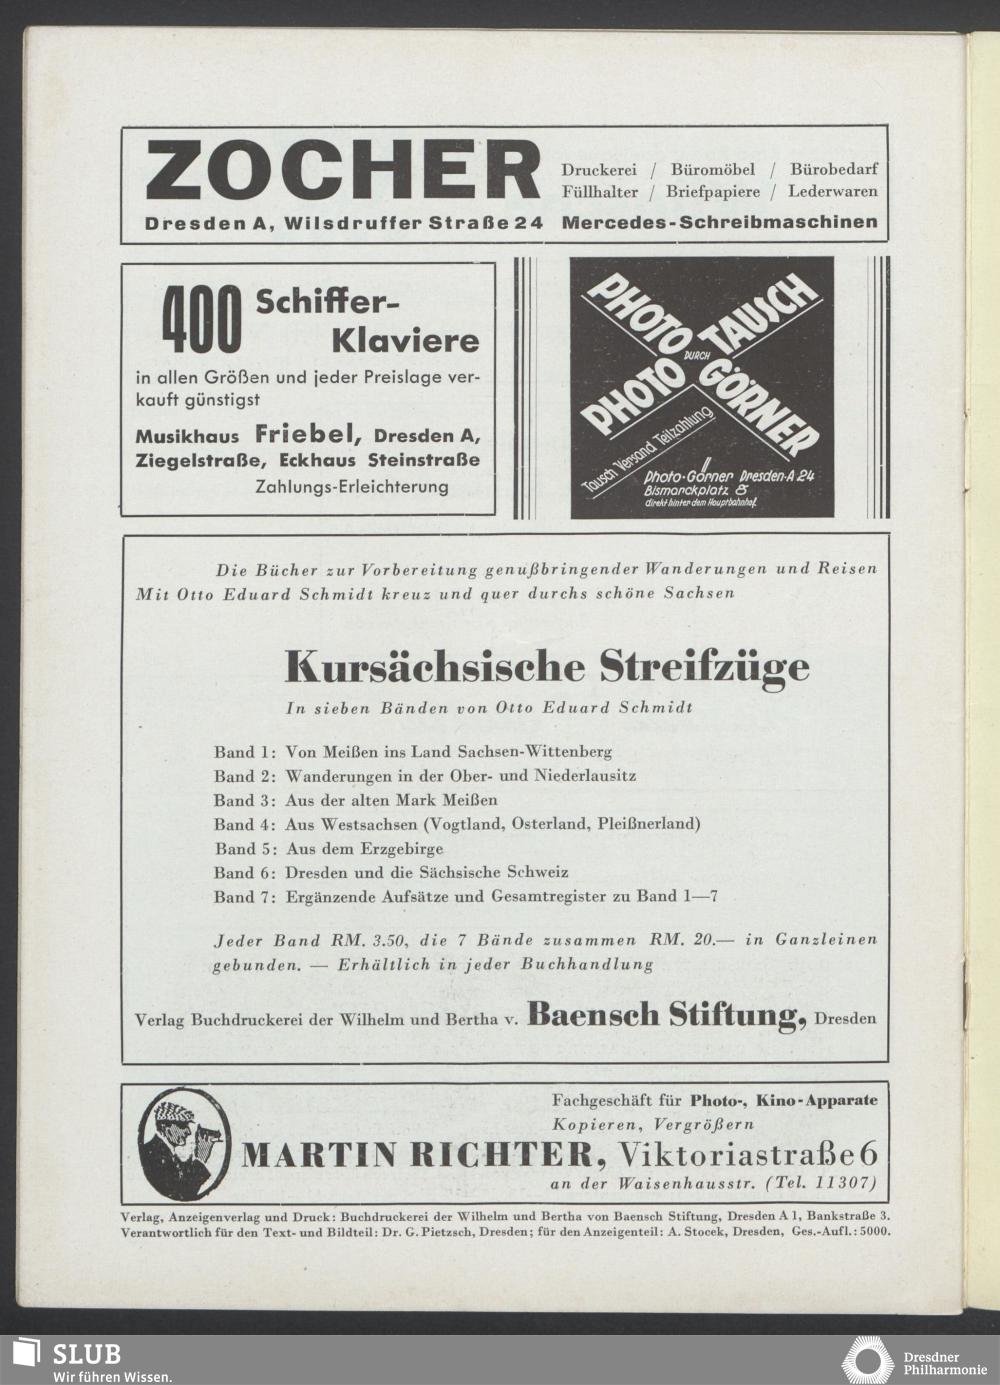 ZOCHER
Druckerei / Büromöbel / Bürobedarf
Füllhalter / Briefpapiere / Lederwaren
Dresden A, Wilsdruffer Straße 24 Mercedes-Schreibmaschinen
400 Schiffer-
Klaviere
in allen Größen und jeder Preislage ver-
kauft günstigst
Musikhaus Friebel, Dresden A,
Ziegelstraße, Eckhaus Steinstraße
Zahlungs-Erleichterung
PHOTO TAUSCH
DURCH
PHOTO GÖRNER
Tausch Versand Teilzahlung
Photo-Görner Dresden-A 24
Bismarckplatz 8
direkt hinter dem Hauptbahnhof
Die Bücher zur Vorbereitung genußbringender Wanderungen und Reisen
Mit Otto Eduard Schmidt kreuz und quer durchs schöne Sachsen
Kursächsische Streifzüge
In sieben Bänden von Otto Eduard Schmidt
Band 1: Von Meißen ins Land Sachsen-Wittenberg
Band 2: Wanderungen in der Ober- und Niederlausitz
Band 3: Aus der alten Mark Meißen
Band 4: Aus Westsachsen (Vogtland, Osterland, Pleißnerland)
Band 5: Aus dem Erzgebirge
Band 6: Dresden und die Sächsische Schweiz
Band 7: Ergänzende Aufsätze und Gesamtregister zu Band 1—7
Jeder Band RM. 3.50, die 7 Bände zusammen RM. 20.— in Ganzleinen
gebunden. — Erhältlich in jeder Buchhandlung
Verlag Buchdruckerei der Wilhelm und Bertha v. Baensch Stiftung, Dresden
Fachgeschäft für Photo-, Kino-Apparate
Kopieren, Vergrößern
MARTIN RICHTER, Viktoriastraße 6
an der Waisenhausstr. (Tel. 11307)
Verlag, Anzeigenverlag und Druck: Buchdruckerei der Wilhelm und Bertha von Baensch Stiftung, Dresden A 1, Bankstraße 3.
Verantwortlich für den Text- und Bildteil: Dr. G. Pietzsch, Dresden; für den Anzeigenteil: A. Stocek, Dresden, Ges.-Aufl.: 5000.
SLUB
Wir führen Wissen.
Dresdner
Philharmonie